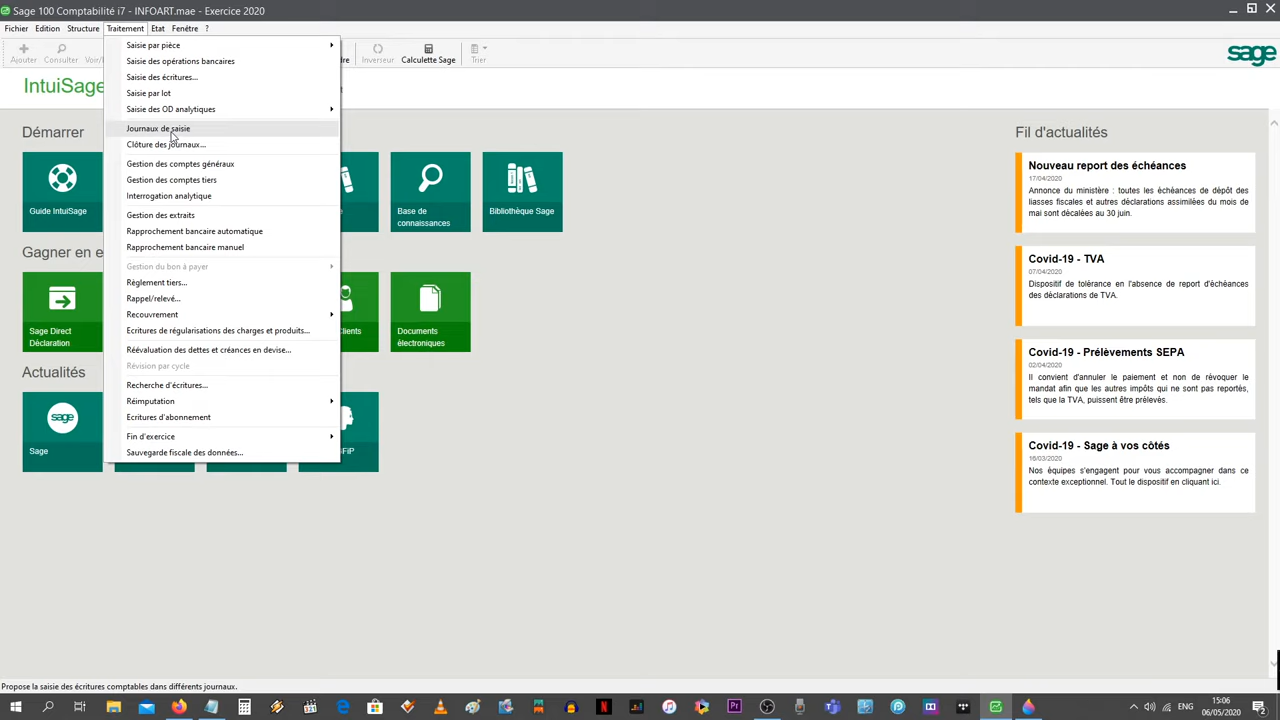 Sage 100 Comptabilité i7 - INFOART.mae - Exercice 2020
Fichier Edition Structure Traitement Etat Fenêtre ?
Ajouter Consulter Voir/ dre Inverseur Calculette Sage Trier
sage
IntuiSage
Saisie par pièce
Saisie des opérations bancaires
Saisie des écritures...
Saisie par lot
Saisie des OD analytiques
Journaux de saisie
Clôture des journaux...
Gestion des comptes généraux
Gestion des comptes tiers
Interrogation analytique
Gestion des extraits
Rapprochement bancaire automatique
Rapprochement bancaire manuel
Gestion du bon à payer
Règlement tiers...
Rappel/relevé...
Recouvrement
Ecritures de régularisations des charges et produits...
Réévaluation des dettes et créances en devise...
Révision par cycle
Recherche d'écritures...
Réimputation
Ecritures d'abonnement
Fin d'exercice
Sauvegarde fiscale des données...
Démarrer
Guide IntuiSage
Base de
connaissances
Bibliothèque Sage
Gagner en e
Sage Direct
Déclaration
Clients
Documents
électroniques
Actualités
sage
Sage
FiP
Fil d'actualités
Nouveau report des échéances
17/04/2020
Annonce du ministère : toutes les échéances de dépôt des
liasses fiscales et autres déclarations assimilées du mois de
mai sont décalées au 30 juin.
Covid-19 - TVA
07/04/2020
Dispositif de tolérance en l'absence de report d'échéances
des déclarations de TVA.
Covid-19 - Prélèvements SEPA
02/04/2020
Il convient d'annuler le paiement et non de révoquer le
mandat afin que les autres impôts qui ne sont pas reportés,
tels que la TVA, puissent être prélevés.
Covid-19 - Sage à vos côtés
16/03/2020
Nos équipes s'engagent pour vous accompagner dans ce
contexte exceptionnel. Tout le dispositif en cliquant ici.
Propose la saisie des écritures comptables dans différents journaux.
15:06
06/05/2020